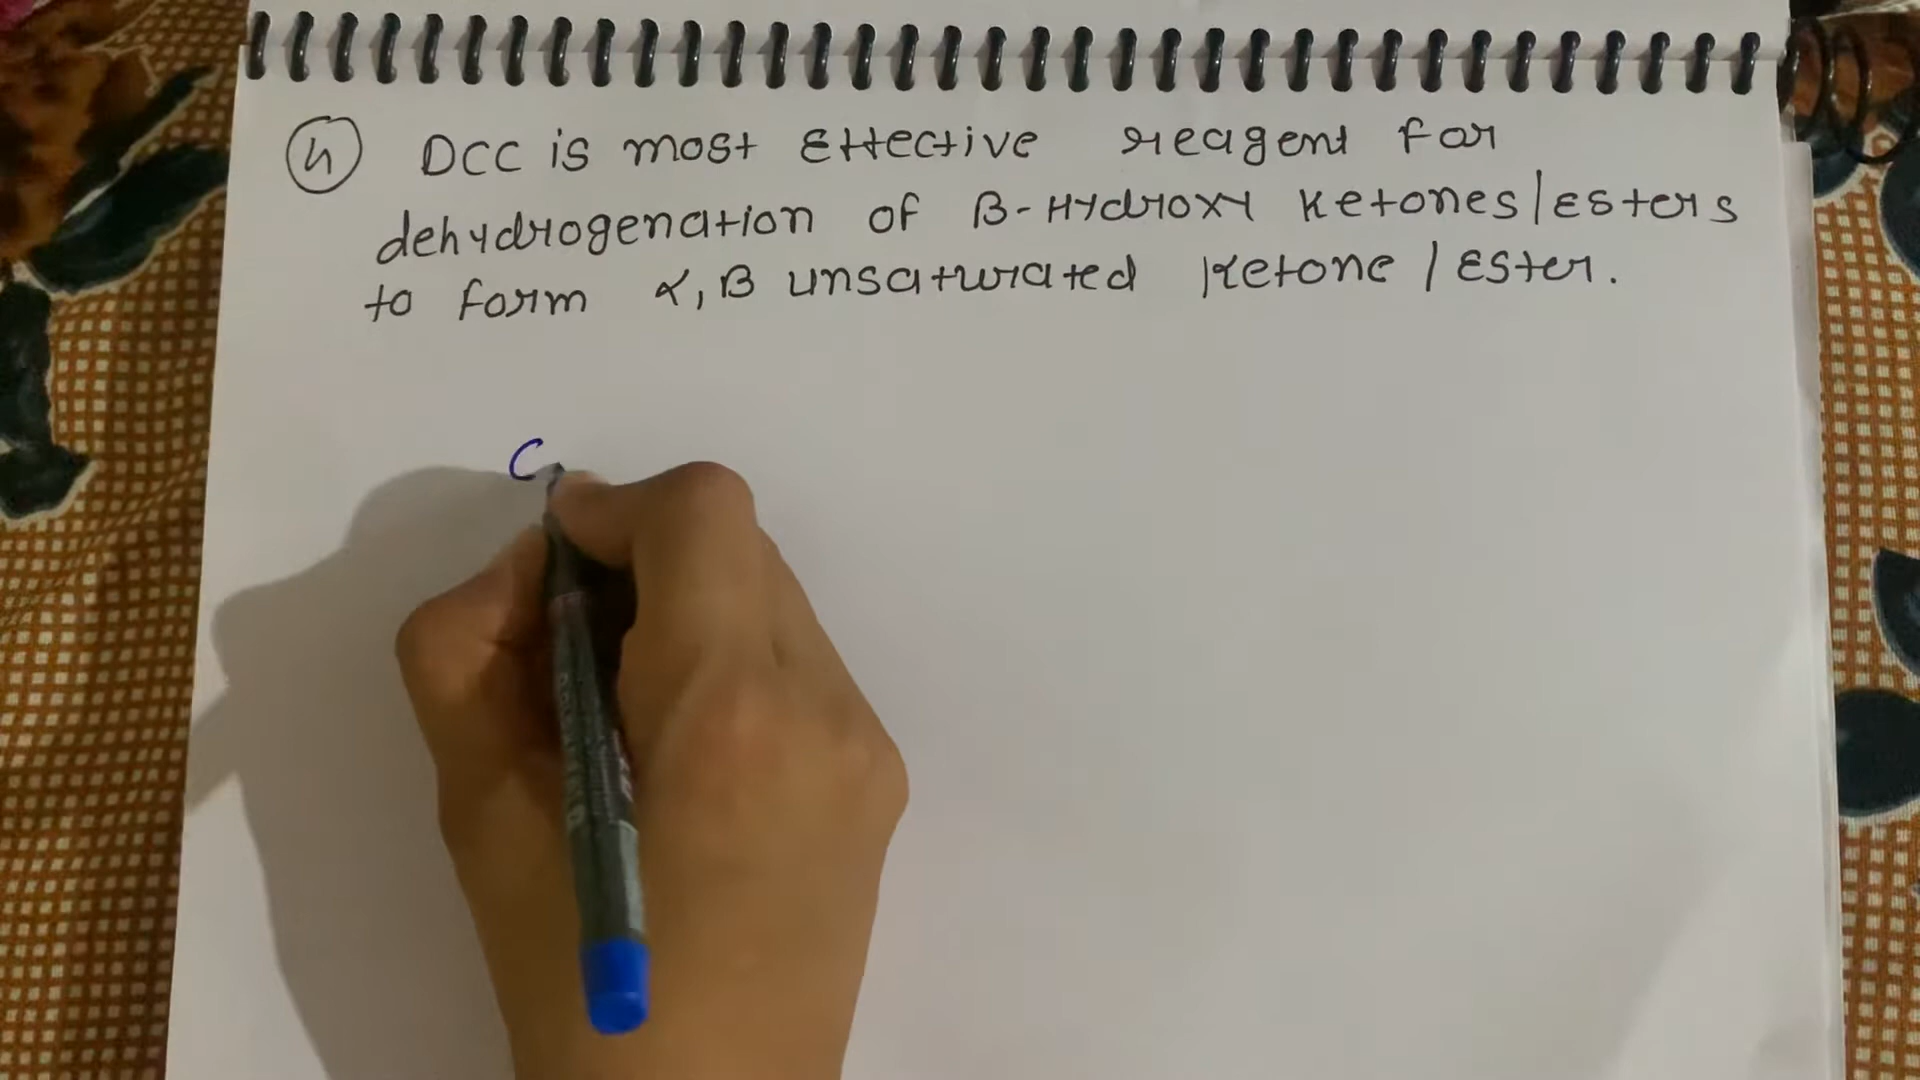 4 DCC is most Effective reagent for
dehydrogenation of β-Hydroxy Ketones/esters
to form α,β unsaturated Ketone / Ester.
C